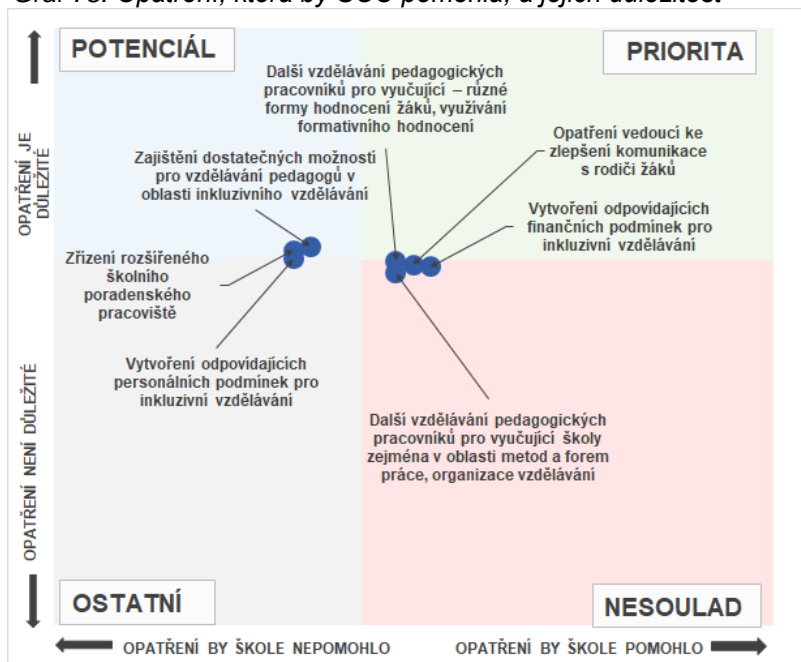 POTENCIÁL
PRIORITA
Další vzdělávání pedagogických
pracovníků pro vyučující – různé
formy hodnocení žáků, využívání
formativního hodnocení
Opatření vedoucí ke
zlepšení komunikace
s rodiči žáků
Zajištění dostatečných možností
pro vzdělávání pedagogů v
oblasti inkluzivního vzdělávání
Vytvoření odpovídajících
finančních podmínek pro
inkluzivní vzdělávání
Zřízení rozšířeného
školního
poradenského
pracoviště
Vytvoření odpovídajících
personálních podmínek pro
inkluzivní vzdělávání
Další vzdělávání pedagogických
pracovníků pro vyučující školy
zejména v oblasti metod a forem
práce, organizace vzdělávání
OPATŘENÍ JE
DŮLEŽITÉ
OPATŘENÍ NENÍ DŮLEŽITÉ
OSTATNÍ
NESOULAD
OPATŘENÍ BY ŠKOLE NEPOMOHLO
OPATŘENÍ BY ŠKOLE POMOHLO